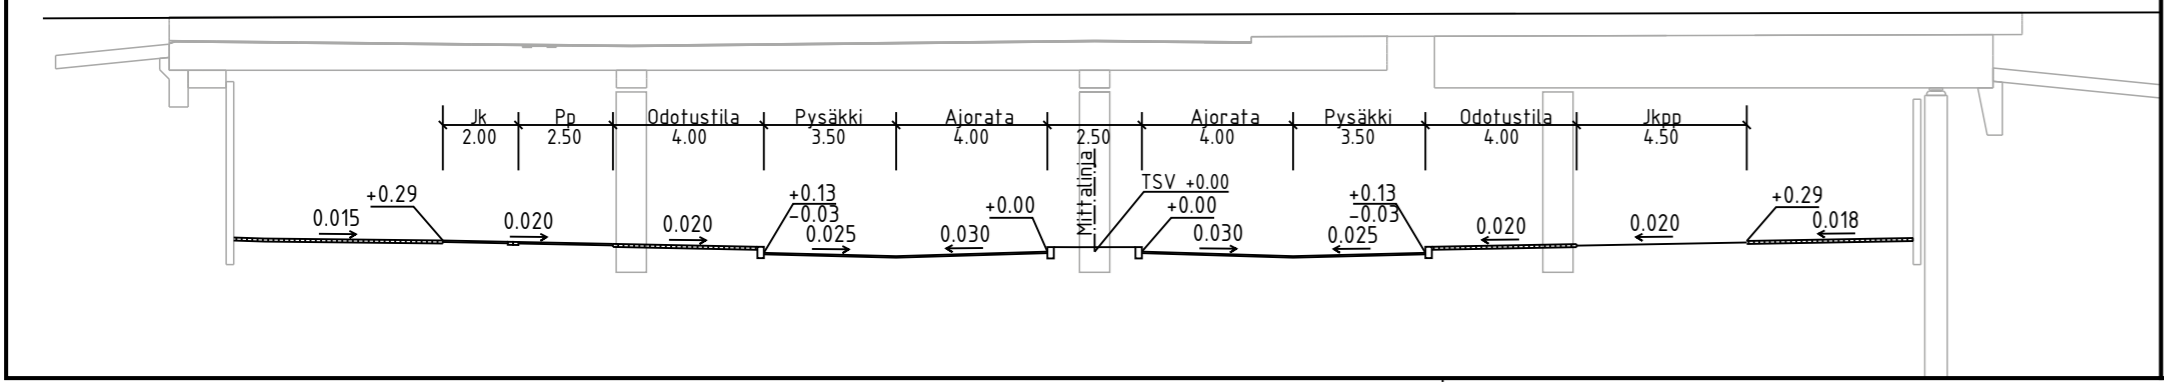 Jk Pp Odotustila Pysäkki Ajorata Ajorata Pysäkki Odotustila Jkpp
2.00 2.50 4.00 3.50 4.00 2.50 4.00 3.50 4.00 4.50
Mittalinja
TSV +0.00
+0.29 +0.13 +0.00 +0.00 +0.13 +0.29
-0.03 -0.03
0.015 0.020 0.020 0.025 0.030 0.030 0.025 0.020 0.020 0.018